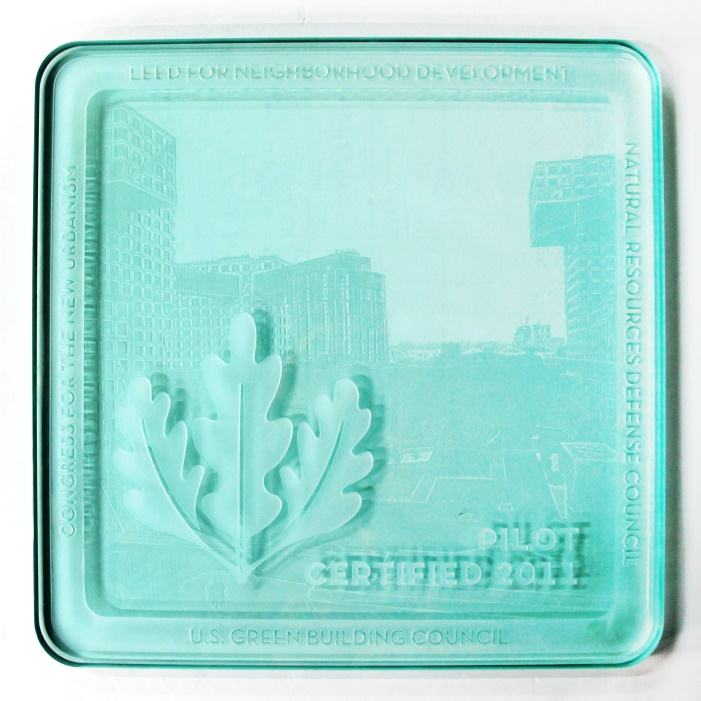 LEED FOR NEIGHBORHOOD DEVELOPMENT
CONGRESS FOR THE NEW URBANISM
NATURAL RESOURCES DEFENSE COUNCIL
PILOT
CERTIFIED 2011
U.S. GREEN BUILDING COUNCIL